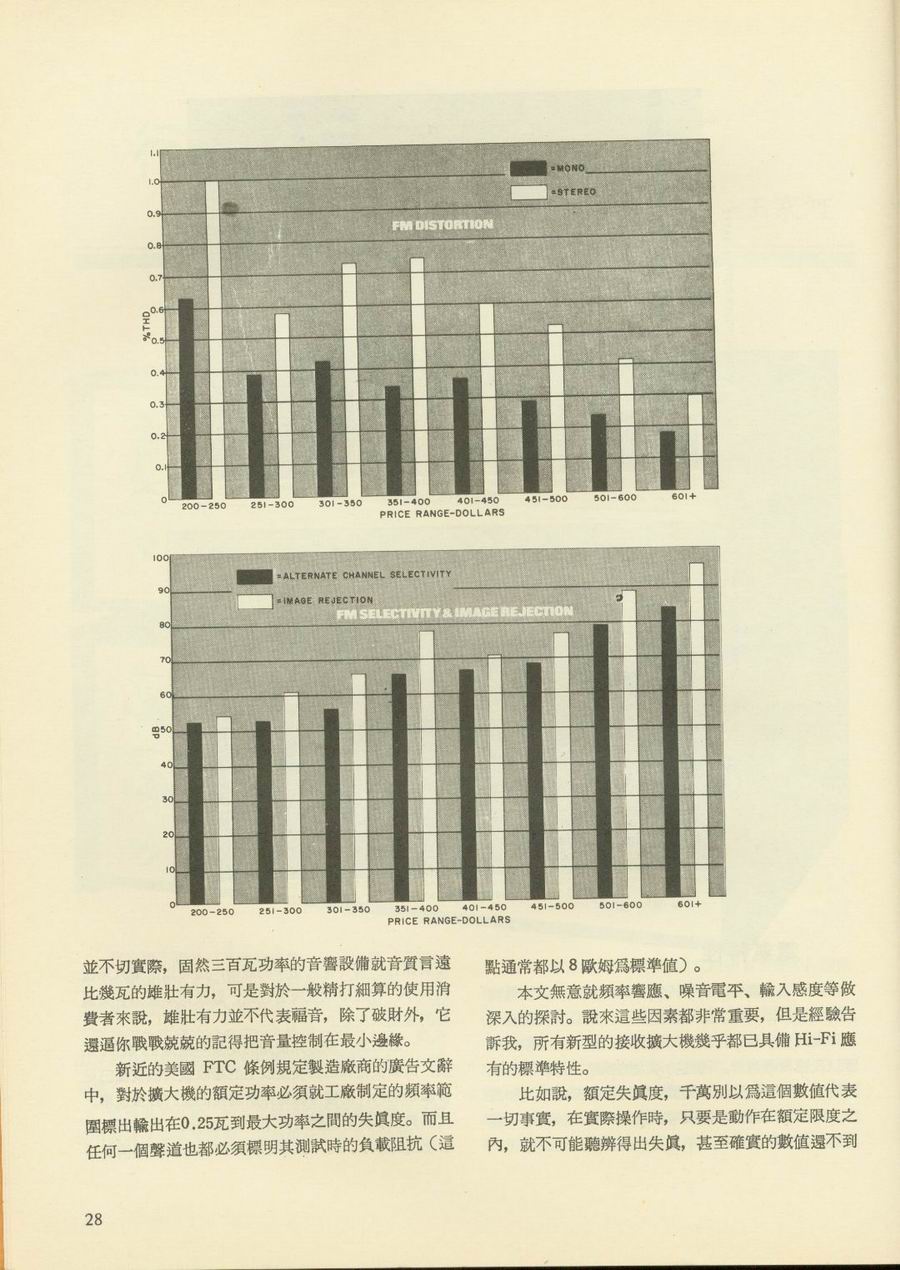 1.1
1.0
0.9
0.8
0.7
0.6
0.5
0.4
0.3
0.2
0.1
0
%THD
=MONO
=STEREO
FM DISTORTION
200-250 251-300 301-350 351-400 401-450 451-500 501-600 601+
PRICE RANGE-DOLLARS
100
90
80
70
60
50
40
30
20
10
0
dB
=ALTERNATE CHANNEL SELECTIVITY
=IMAGE REJECTION
FM SELECTIVITY & IMAGE REJECTION
200-250 251-300 301-350 351-400 401-450 451-500 501-600 601+
PRICE RANGE-DOLLARS
並不切實際，固然三百瓦功率的音響設備就音質言遠
比幾瓦的雄壯有力，可是對於一般精打細算的使用消
費者來說，雄壯有力並不代表福音，除了破財外，它
還逼你戰戰兢兢的記得把音量控制在最小邊緣。
新近的美國 FTC 條例規定製造廠商的廣告文辭
中，對於擴大機的額定功率必須就工廠制定的頻率範
圍標出輸出在0.25瓦到最大功率之間的失眞度。而且
任何一個聲道也都必須標明其測試時的負載阻抗（這
點通常都以8歐姆爲標準値）。
本文無意就頻率響應、噪音電平、輸入感度等做
深入的探討。說來這些因素都非常重要，但是經驗告
訴我，所有新型的接收擴大機幾乎都已具備 Hi-Fi 應
有的標準特性。
比如說，額定失眞度，千萬別以爲這個數値代表
一切事實，在實際操作時，只要是動作在額定限度之
內，就不可能聽辨得出失眞，甚至確實的數値還不到
28